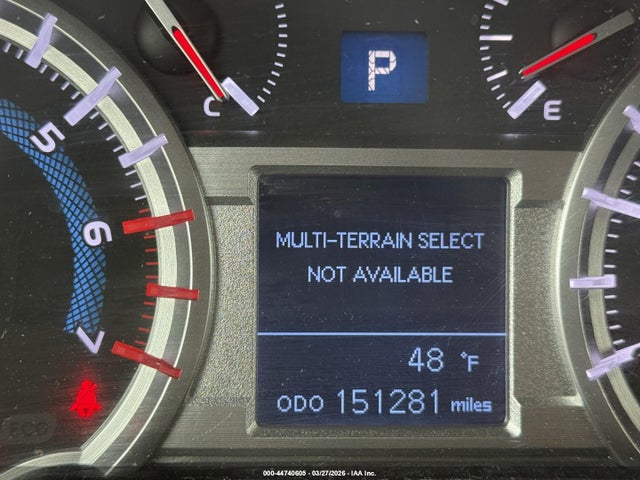 C
P
E
5
6
7
MULTI-TERRAIN SELECT
NOT AVAILABLE
48 °F
ODO 151281 miles
ECO
000-44740605 - 03/27/2026 - IAA Inc.